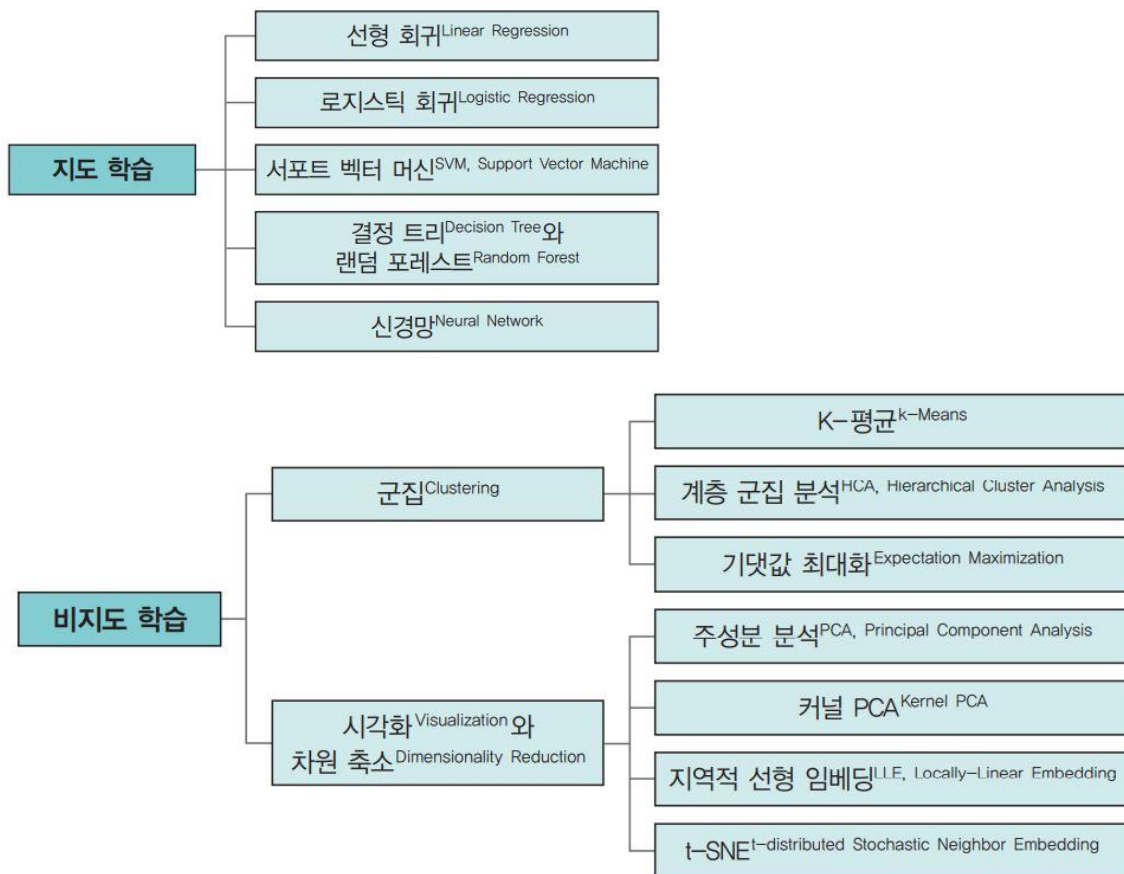 선형 회귀Linear Regression
로지스틱 회귀Logistic Regression
지도 학습
서포트 벡터 머신SVM, Support Vector Machine
결정 트리Decision Tree와
랜덤 포레스트Random Forest
신경망Neural Network
비지도 학습
군집Clustering
K-평균k-Means
계층 군집 분석HCA, Hierarchical Cluster Analysis
기댓값 최대화Expectation Maximization
시각화Visualization와
차원 축소Dimensionality Reduction
주성분 분석PCA, Principal Component Analysis
커널 PCAKernel PCA
지역적 선형 임베딩LLE, Locally-Linear Embedding
t-SNEt-distributed Stochastic Neighbor Embedding